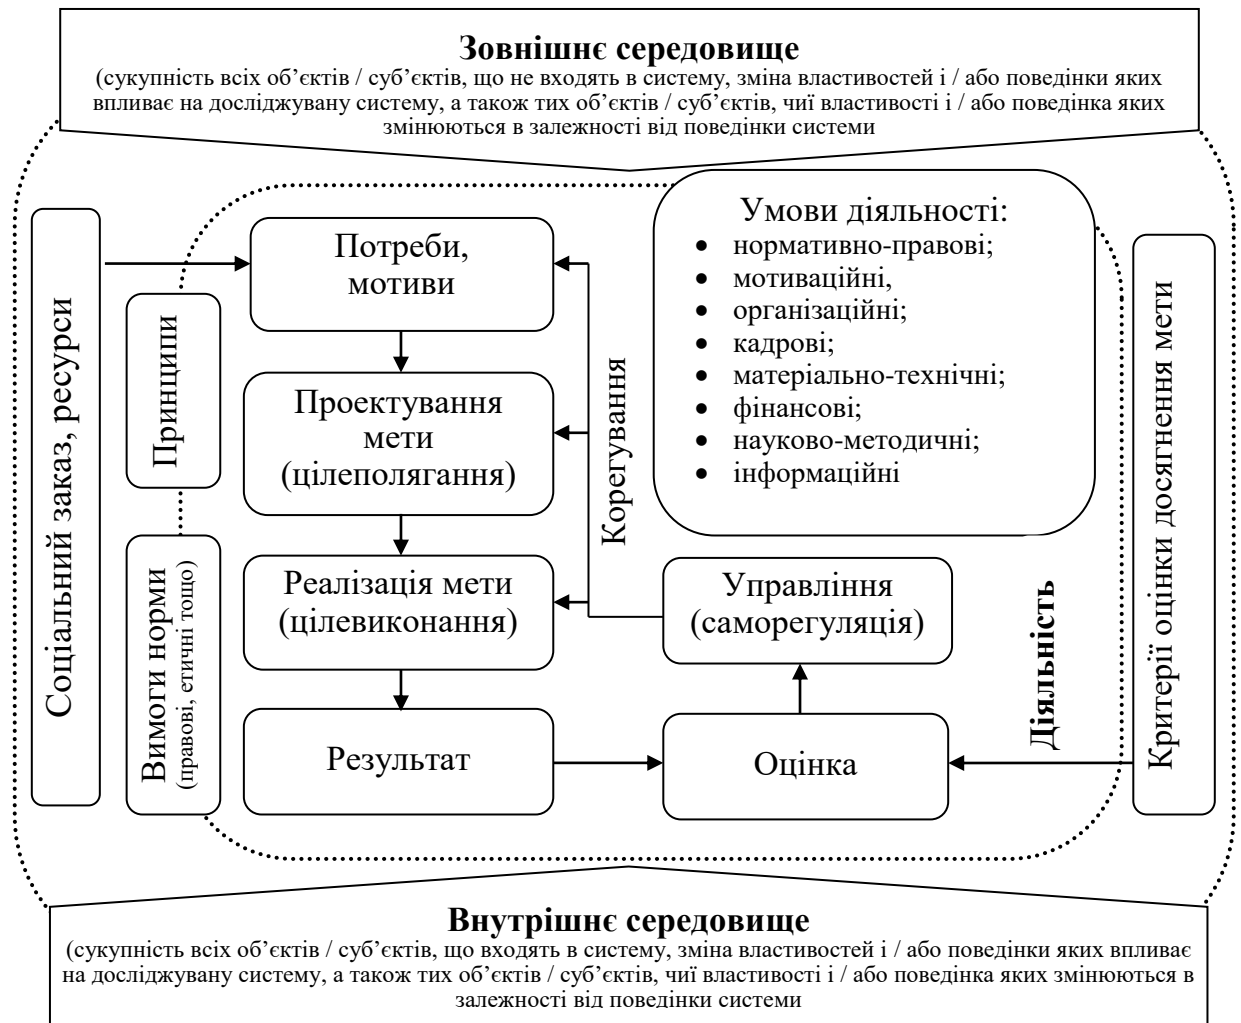 Зовнішнє середовище
(сукупність всіх об’єктів / суб’єктів, що не входять в систему, зміна властивостей і / або поведінки яких
впливає на досліджувану систему, а також тих об’єктів / суб’єктів, чиї властивості і / або поведінка яких
змінюються в залежності від поведінки системи
Соціальний заказ, ресурси
Принципи
Вимоги норми
(правові, етичні тощо)
Потреби,
мотиви
Проектування
мети
(цілеполягання)
Реалізація мети
(цілевиконання)
Результат
Корегування
Умови діяльності:
• нормативно-правові;
• мотиваційні,
• організаційні;
• кадрові;
• матеріально-технічні;
• фінансові;
• науково-методичні;
• інформаційні
Управління
(саморегуляція)
Оцінка
Діяльність
Критерії оцінки досягнення мети
Внутрішнє середовище
(сукупність всіх об’єктів / суб’єктів, що входять в систему, зміна властивостей і / або поведінки яких впливає
на досліджувану систему, а також тих об’єктів / суб’єктів, чиї властивості і / або поведінка яких змінюються в
залежності від поведінки системи